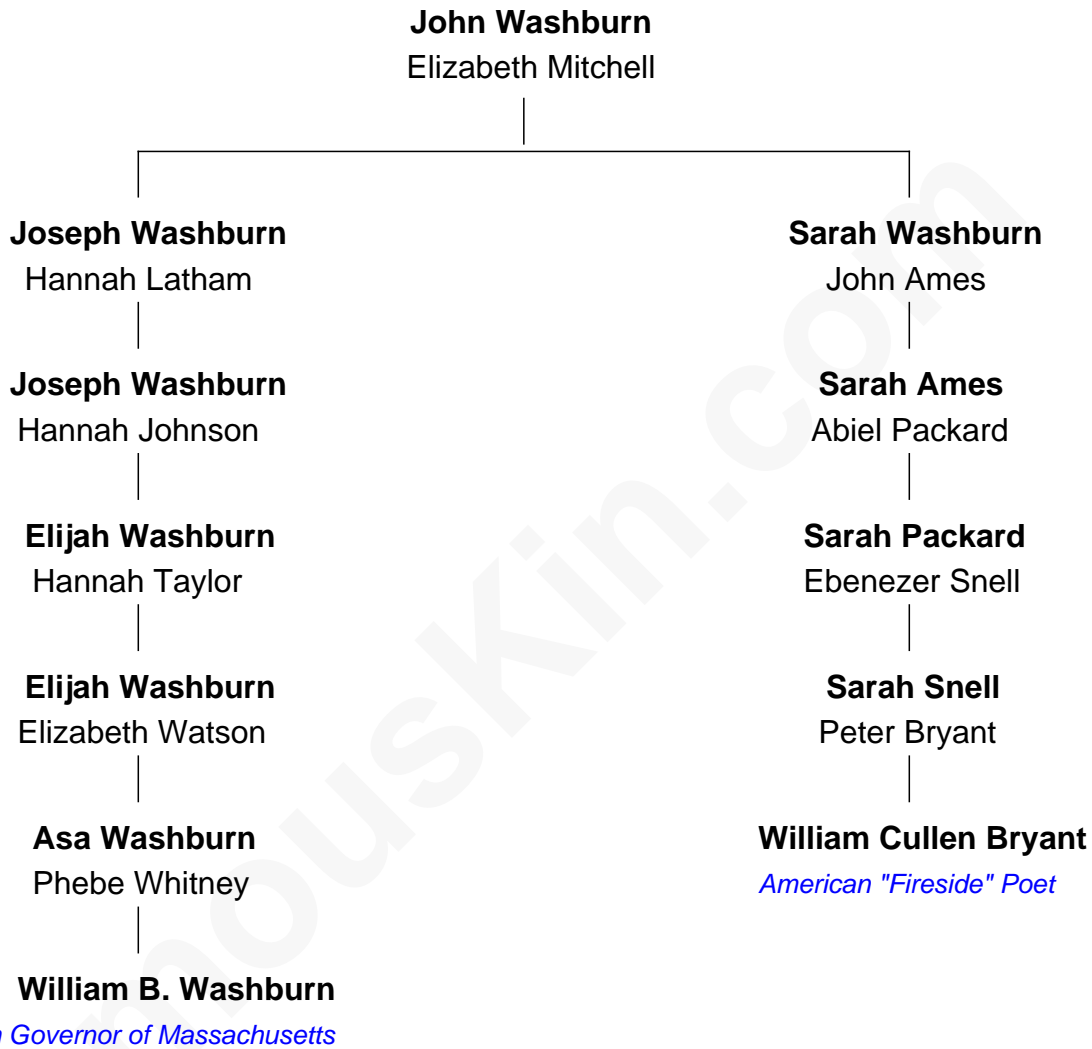 John Washburn
Elizabeth Mitchell
Joseph Washburn
Hannah Latham
Joseph Washburn
Hannah Johnson
Elijah Washburn
Hannah Taylor
Elijah Washburn
Elizabeth Watson
Asa Washburn
Phebe Whitney
William B. Washburn
Governor of Massachusetts
Sarah Washburn
John Ames
Sarah Ames
Abiel Packard
Sarah Packard
Ebenezer Snell
Sarah Snell
Peter Bryant
William Cullen Bryant
American "Fireside" Poet
mousKin.com